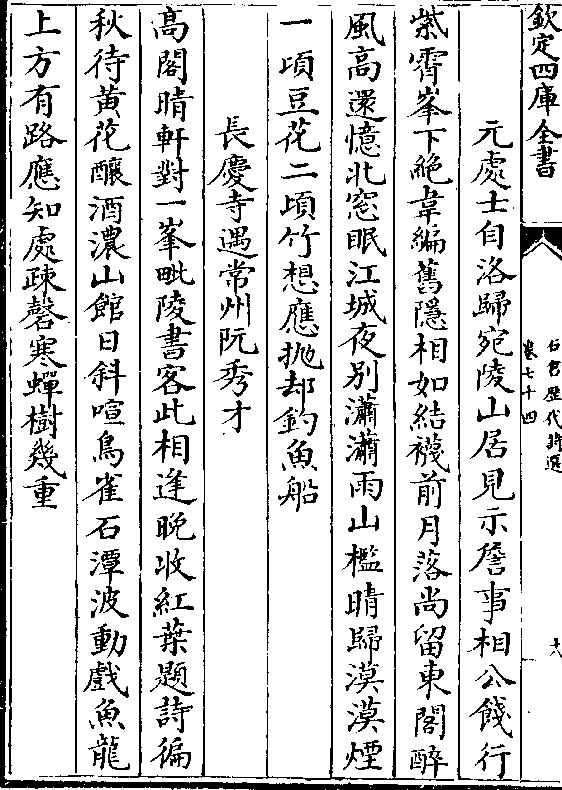 欽定四庫全書
石倉歷代詩選
卷七十四
十八
元處士自洛歸宛陵山居見示詹事相公餞行
紫霄峯下絶韋編舊隱相如結襪前月落尚留東閣醉
風高還憶北窓眠江城夜別瀟瀟雨山檻晴歸漠漠煙
一頃豆花二頃竹想應抛却釣魚船
長慶寺遇常州阮秀才
髙閣晴軒對一峯毗陵書客此相逢晚收紅葉題詩徧
秋待黄花釀酒濃山館日斜喧鳥雀石潭波動戲魚龍
上方有路應知處疎磬寒蟬樹幾重